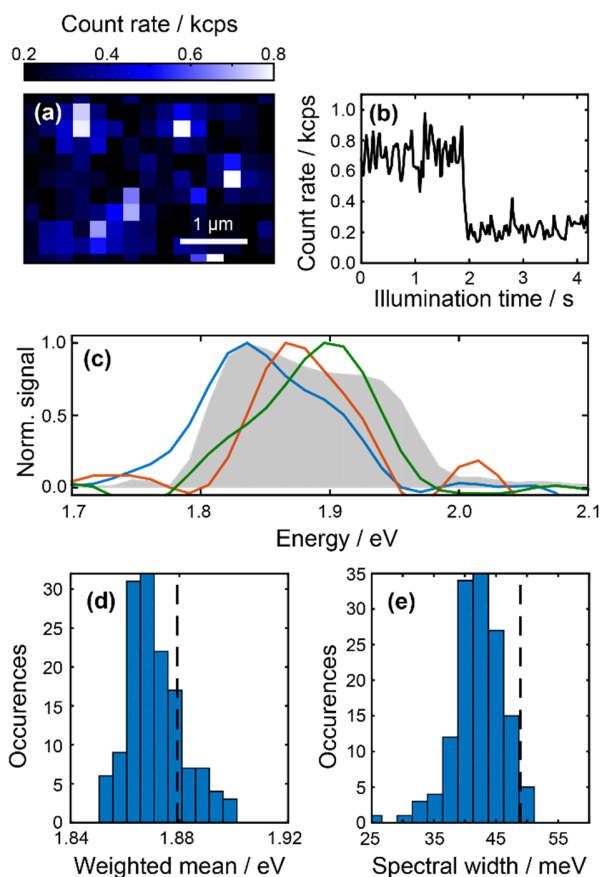 Count rate / kcps
0.2 0.4 0.6 0.8
(a)
1 µm
(b)
Count rate / kcps
1.0
0.8
0.6
0.4
0.2
0.0
0 1 2 3 4
Illumination time / s
(c)
Norm. signal
1.0
0.5
0.0
1.7 1.8 1.9 2.0 2.1
Energy / eV
(d)
Occurences
30
25
20
15
10
5
0
1.84 1.88 1.92
Weighted mean / eV
(e)
Occurences
35
30
25
20
15
10
5
0
25 35 45 55
Spectral width / meV